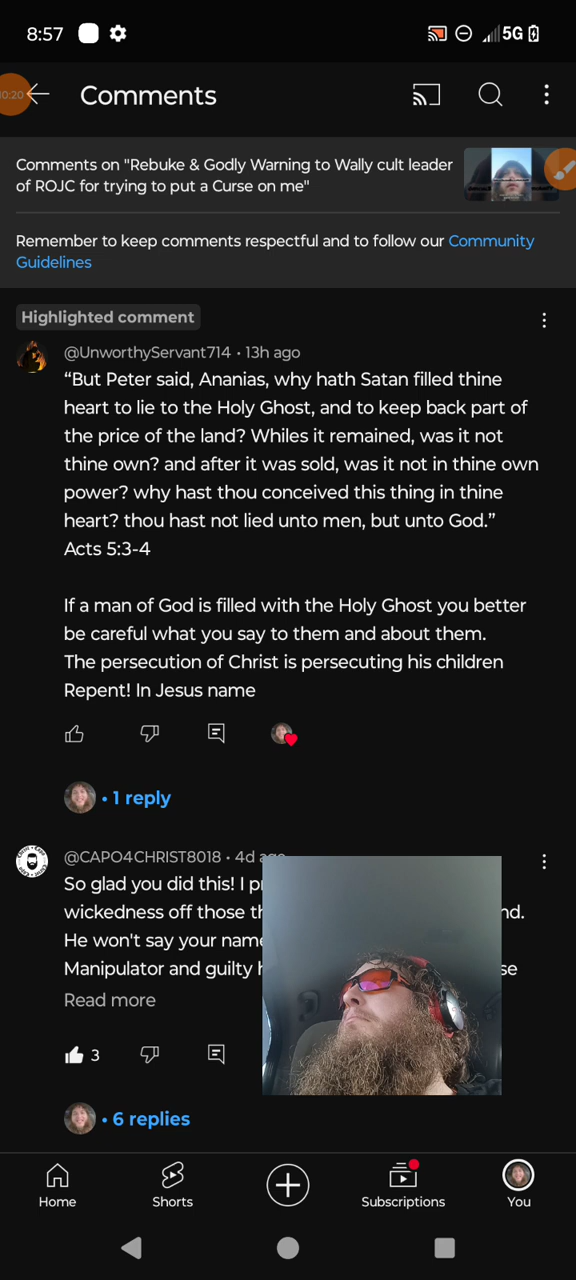 8:57
5G
10:20
Comments
Comments on "Rebuke & Godly Warning to Wally cult leader
of ROJC for trying to put a Curse on me"
Remember to keep comments respectful and to follow our Community
Guidelines
Highlighted comment
@UnworthyServant714 • 13h ago
“But Peter said, Ananias, why hath Satan filled thine
heart to lie to the Holy Ghost, and to keep back part of
the price of the land? Whiles it remained, was it not
thine own? and after it was sold, was it not in thine own
power? why hast thou conceived this thing in thine
heart? thou hast not lied unto men, but unto God.”
Acts 5:3-4
If a man of God is filled with the Holy Ghost you better
be careful what you say to them and about them.
The persecution of Christ is persecuting his children
Repent! In Jesus name
• 1 reply
@CAPO4CHRIST8018 • 4d ago
So glad you did this! I
wickedness off those
He won't say your name
Manipulator and guilty
Read more
3
• 6 replies
Home
Shorts
Subscriptions
You